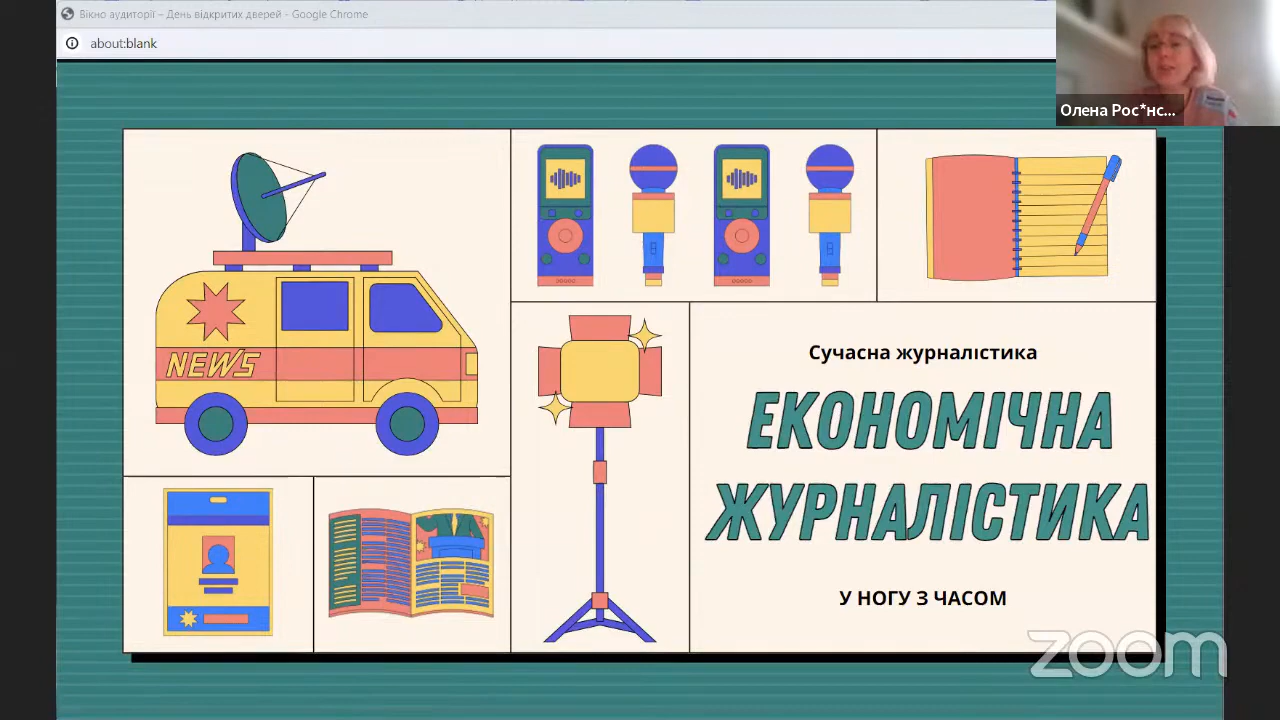 Вікно аудиторії – День відкритих дверей - Google Chrome
about:blank
Олена Рос*нс...
NEWS
Сучасна журналістика
ЕКОНОМІЧНА
ЖУРНАЛІСТИКА
У НОГУ З ЧАСОМ
zoom